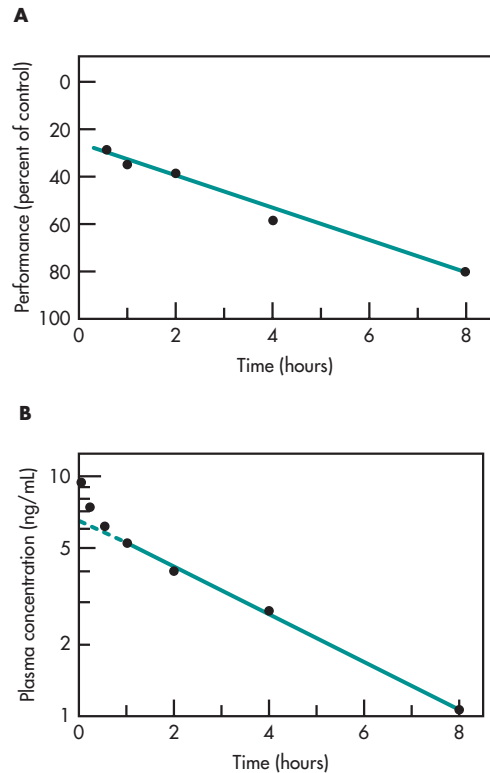 A
Performance (percent of control)
0
20
40
60
80
100
0 2 4 6 8
Time (hours)
B
Plasma concentration (ng/mL)
10
5
2
1
0 2 4 6 8
Time (hours)